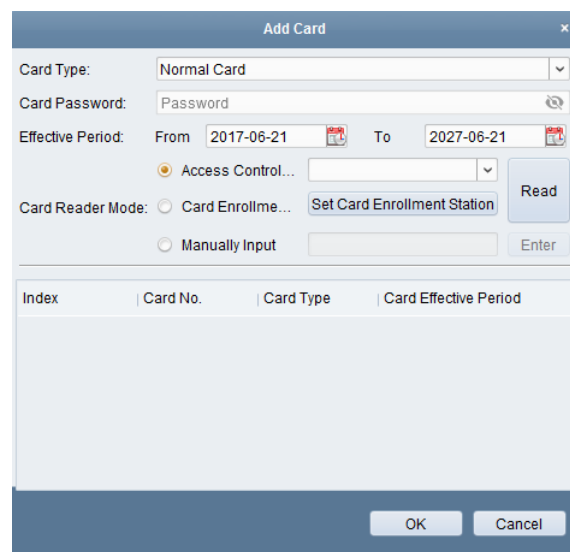 Add Card ×
Card Type: Normal Card
Card Password: Password
Effective Period: From 2017-06-21 To 2027-06-21
Access Control...
Card Reader Mode: Card Enrollme... Set Card Enrollment Station Read
Manually Input Enter
Index Card No. Card Type Card Effective Period
OK Cancel